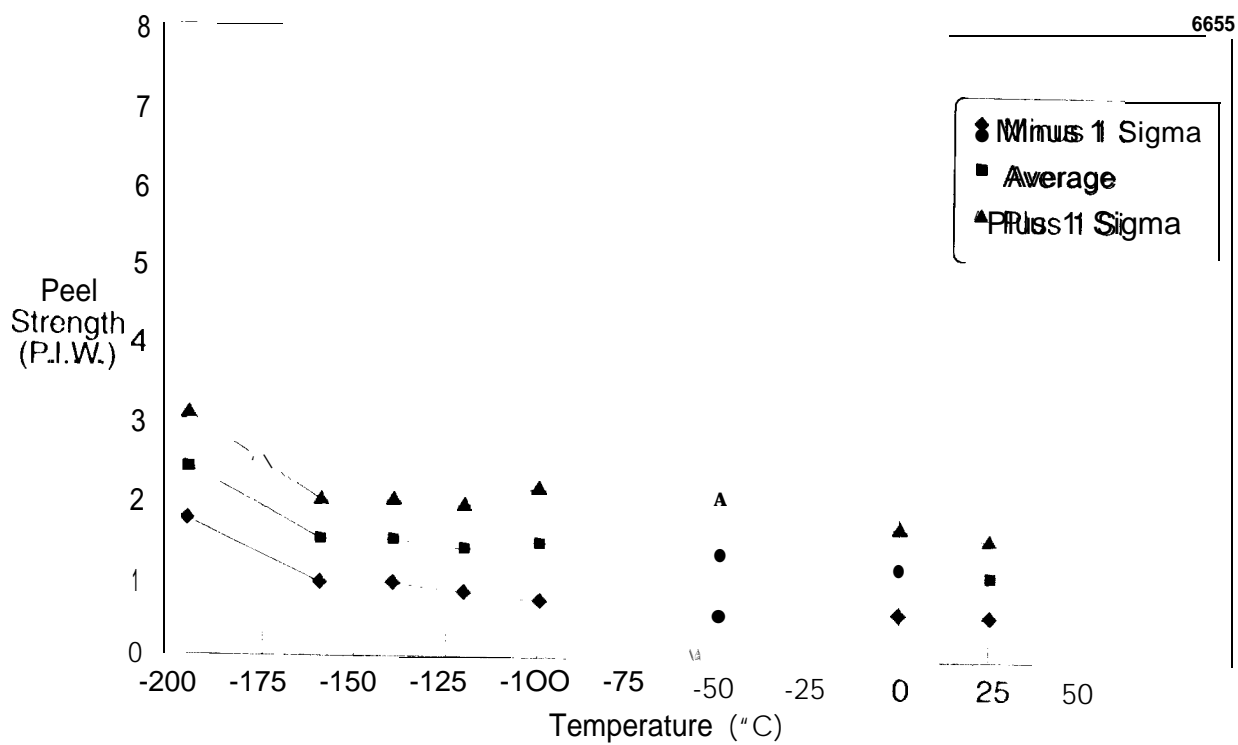 6655
8
7
6
5
4
3
2
1
0
Peel
Strength
(P.I.W.)
Minus 1 Sigma
Average
Plus 1 Sigma
A
-200 -175 -150 -125 -100 -75 -50 -25 0 25 50
Temperature (°C)